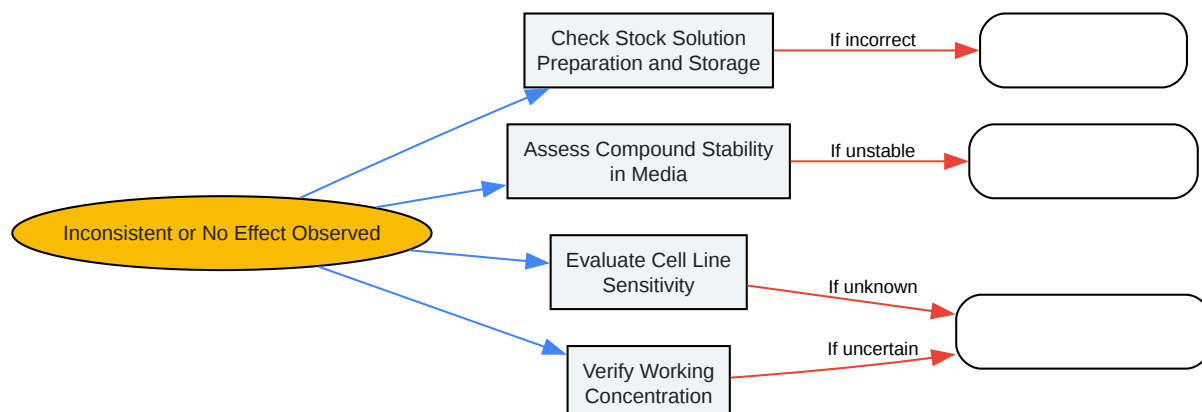 Check Stock Solution
Preparation and Storage
If incorrect
Assess Compound Stability
in Media
If unstable
Inconsistent or No Effect Observed
Evaluate Cell Line
Sensitivity
If unknown
If uncertain
Verify Working
Concentration